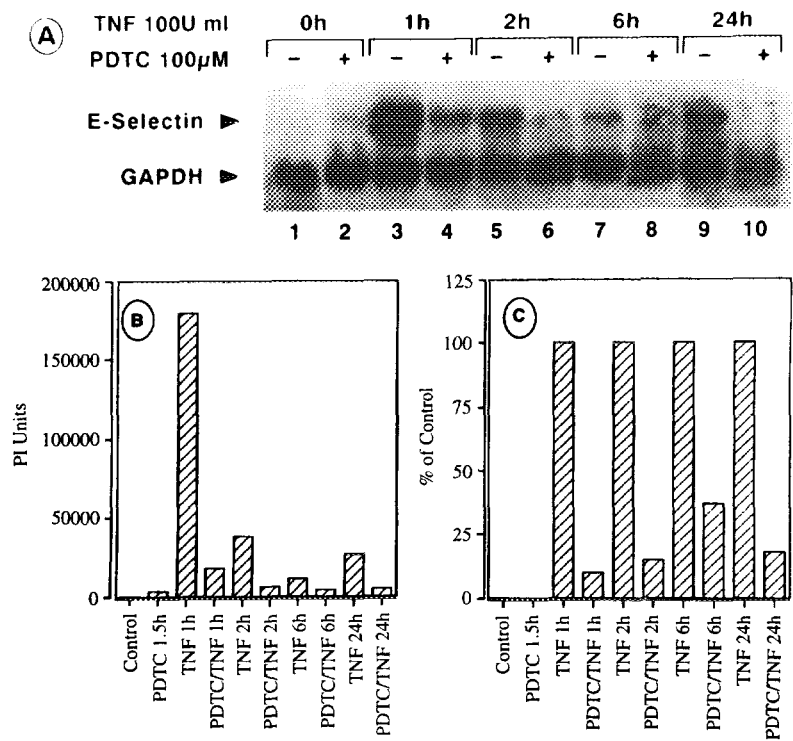 A
TNF 100U ml 0h 1h 2h 6h 24h
PDTC 100µM − + − + − + − + − +
E-Selectin
GAPDH
1 2 3 4 5 6 7 8 9 10
B
PI Units
200000
150000
100000
50000
0
Control
PDTC 1.5h
TNF 1h
PDTC/TNF 1h
TNF 2h
PDTC/TNF 2h
TNF 6h
PDTC/TNF 6h
TNF 24h
PDTC/TNF 24h
C
% of Control
125
100
75
50
25
0
Control
PDTC 1.5h
TNF 1h
PDTC/TNF 1h
TNF 2h
PDTC/TNF 2h
TNF 6h
PDTC/TNF 6h
TNF 24h
PDTC/TNF 24h